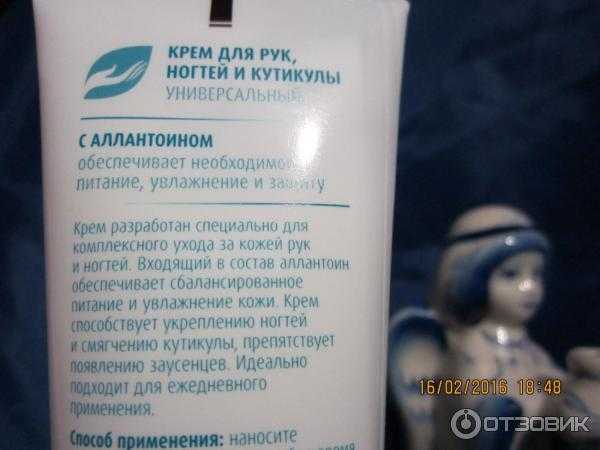 КРЕМ ДЛЯ РУК,
НОГТЕЙ И КУТИКУЛЫ
УНИВЕРСАЛЬНЫЙ
С АЛЛАНТОИНОМ
обеспечивает необходимо
питание, увлажнение и защиту
Крем разработан специально для
комплексного ухода за кожей рук
и ногтей. Входящий в состав аллантоин
обеспечивает сбалансированное
питание и увлажнение кожи. Крем
способствует укреплению ногтей
и смягчению кутикулы, препятствует
появлению заусенцев. Идеально
подходит для ежедневного
применения.
Способ применения: наносите
16/02/2016 18:48
ОТЗОВИК